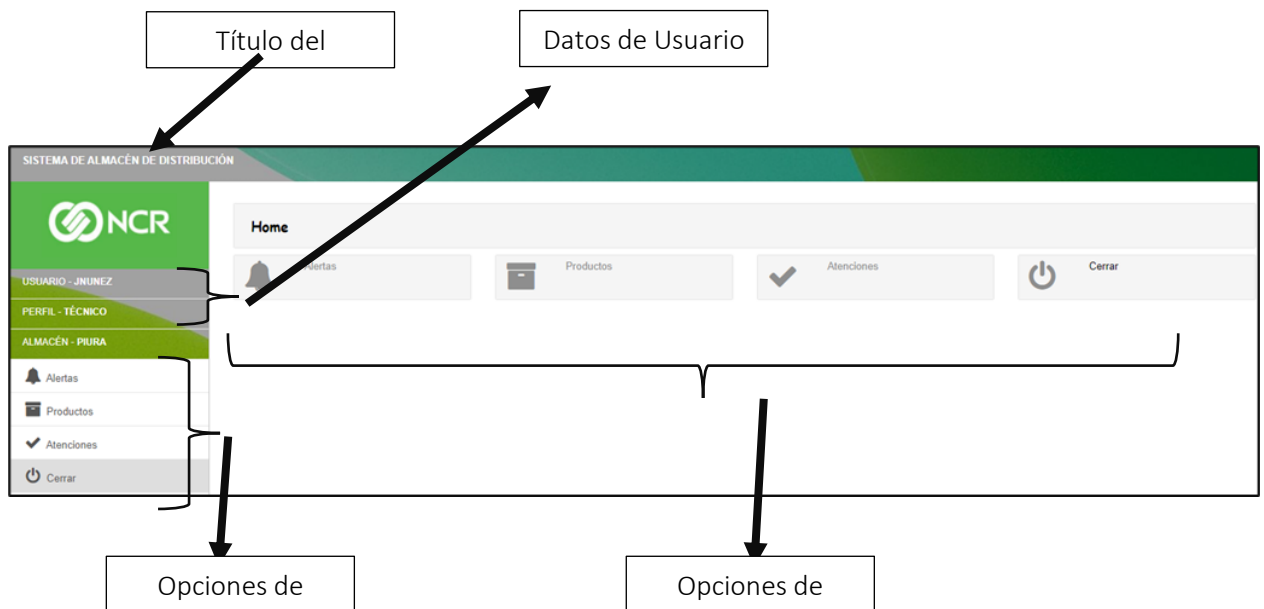 Título del
Datos de Usuario
SISTEMA DE ALMACÉN DE DISTRIBUCIÓN
NCR
Home
Alertas
Productos
Atenciones
Cerrar
USUARIO - JNUNEZ
PERFIL - TÉCNICO
ALMACÉN - PIURA
Alertas
Productos
Atenciones
Cerrar
Opciones de
Opciones de